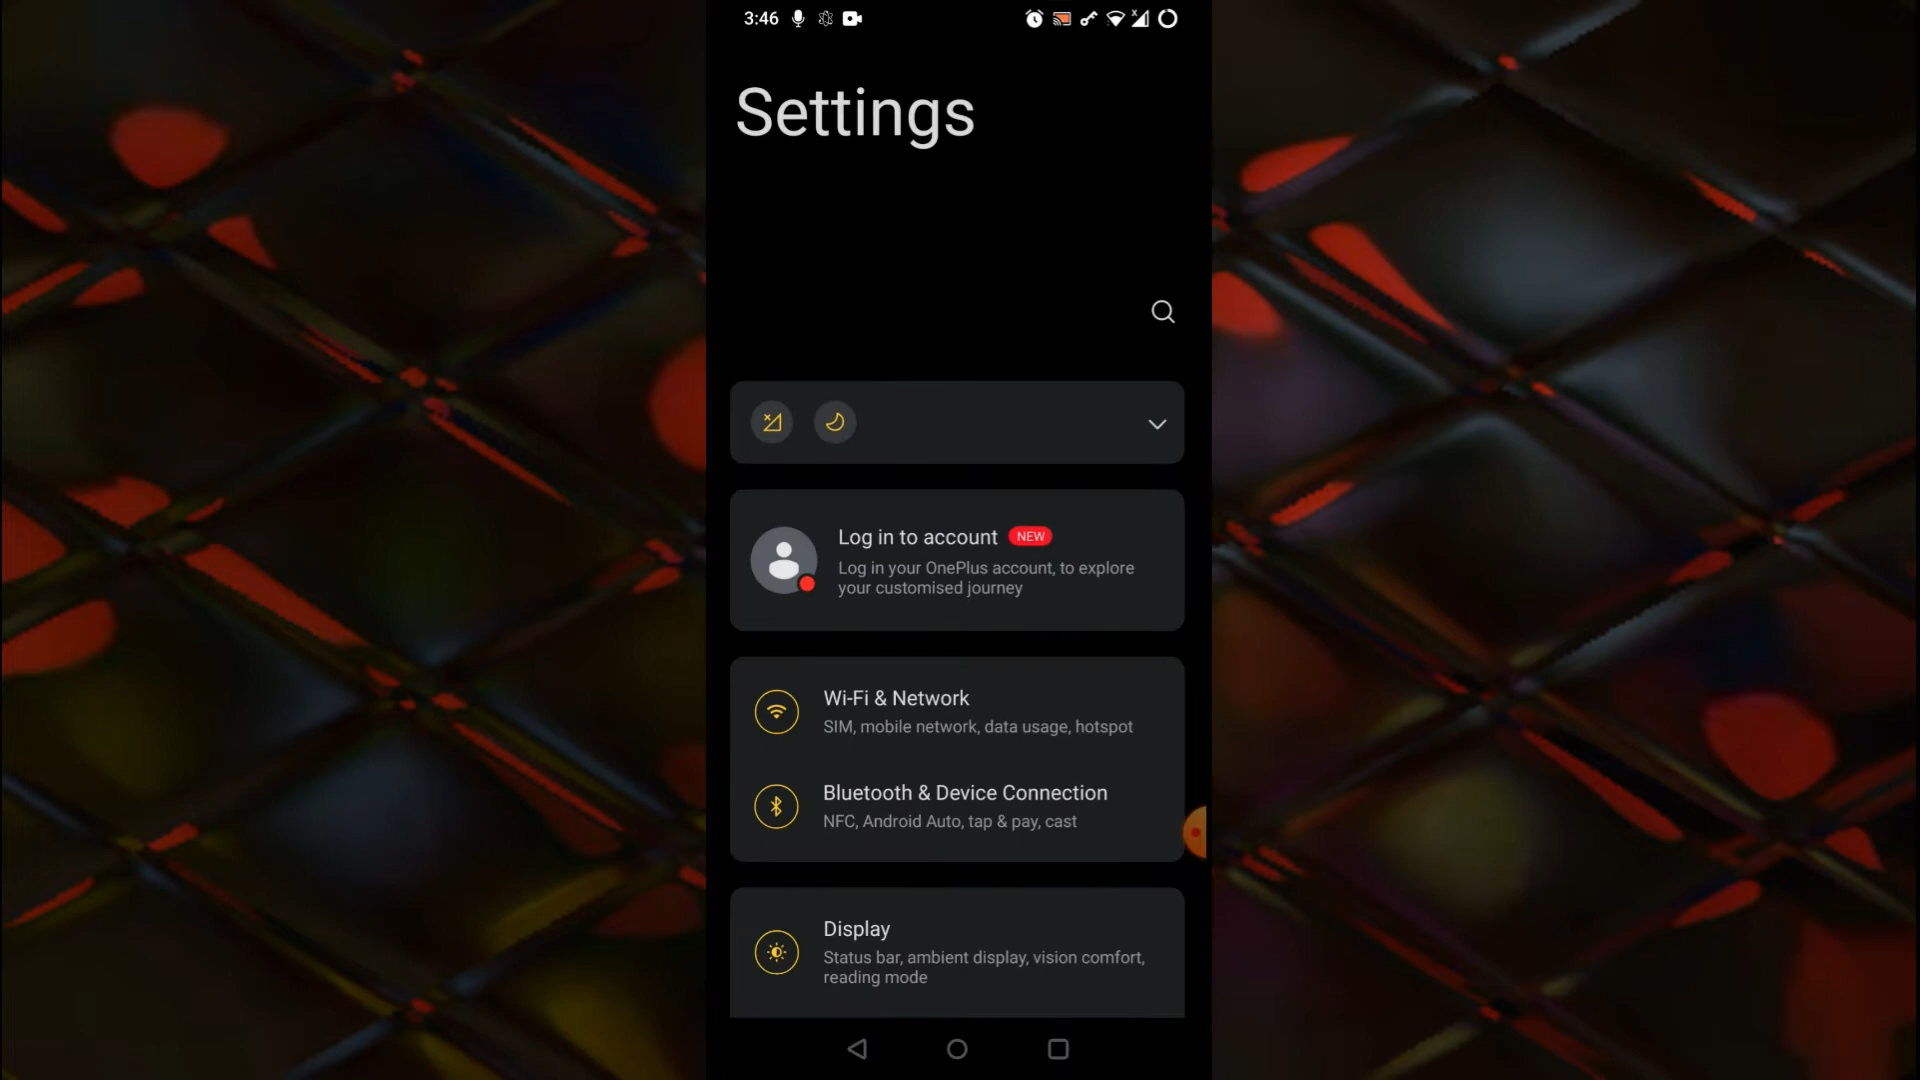 3:46
Settings
Log in to account NEW
Log in your OnePlus account, to explore
your customised journey
Wi-Fi & Network
SIM, mobile network, data usage, hotspot
Bluetooth & Device Connection
NFC, Android Auto, tap & pay, cast
Display
Status bar, ambient display, vision comfort,
reading mode